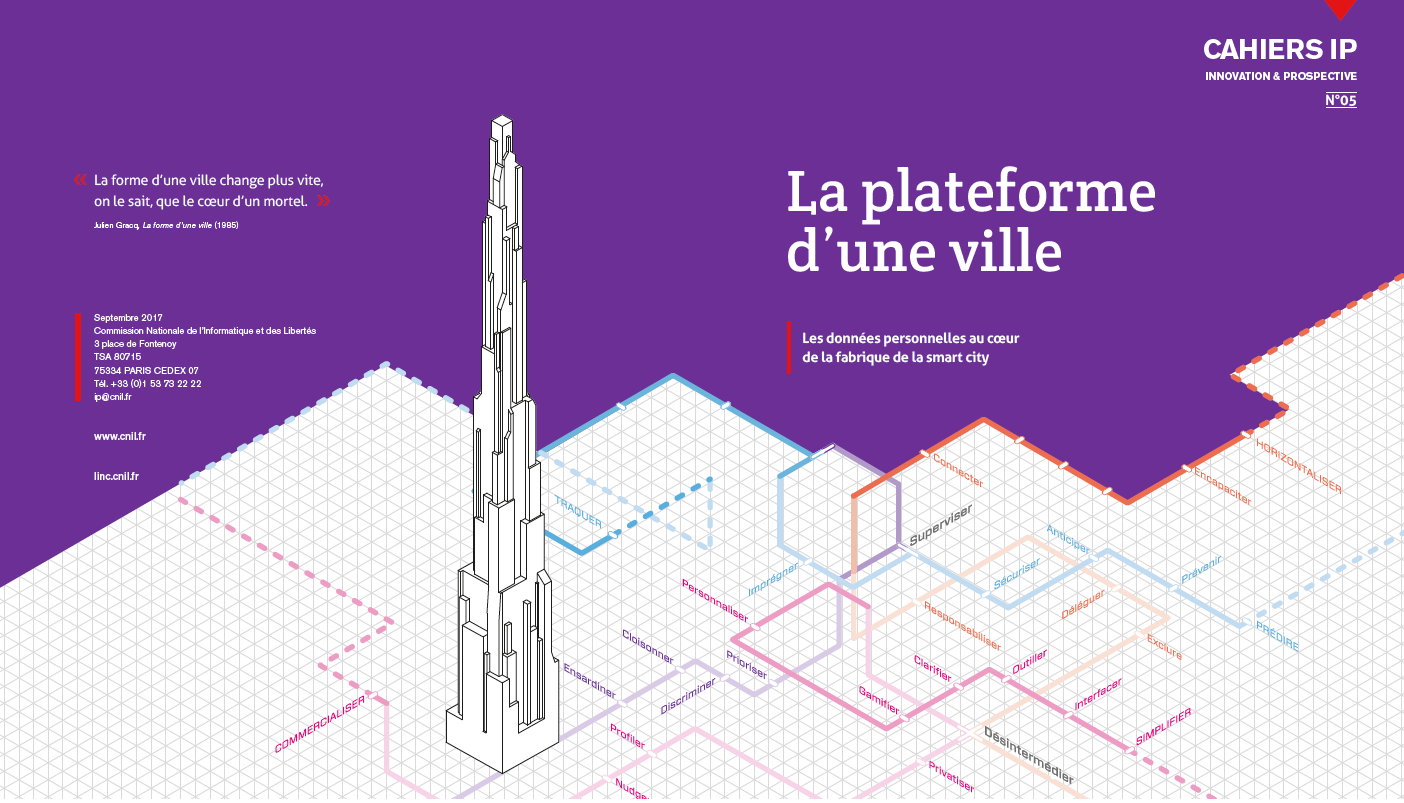 CAHIERS IP
INNOVATION & PROSPECTIVE
N°05
« La forme d’une ville change plus vite,
on le sait, que le cœur d’un mortel. »
Julien Gracq, La forme d’une ville (1985)
La plateforme
d’une ville
Les données personnelles au cœur
de la fabrique de la smart city
Septembre 2017
Commission Nationale de l’Informatique et des Libertés
3 place de Fontenoy
TSA 80715
75334 PARIS CEDEX 07
Tél. +33 (0)1 53 73 22 22
ip@cnil.fr
www.cnil.fr
linc.cnil.fr
HORIZONTALISER
Connecter
Encapaciter
TRAQUER
Superviser
Anticiper
Imprégner
Sécuriser
Prévenir
Personnaliser
Responsabiliser
Déléguer
PRÉDIRE
Cloisonner
Prioriser
Exclure
Ensardiner
Discriminer
Clarifier
Outiller
Gamifier
Interfacer
COMMERCIALISER
Profiler
SIMPLIFIER
Désintermédier
Privatiser
Nudge